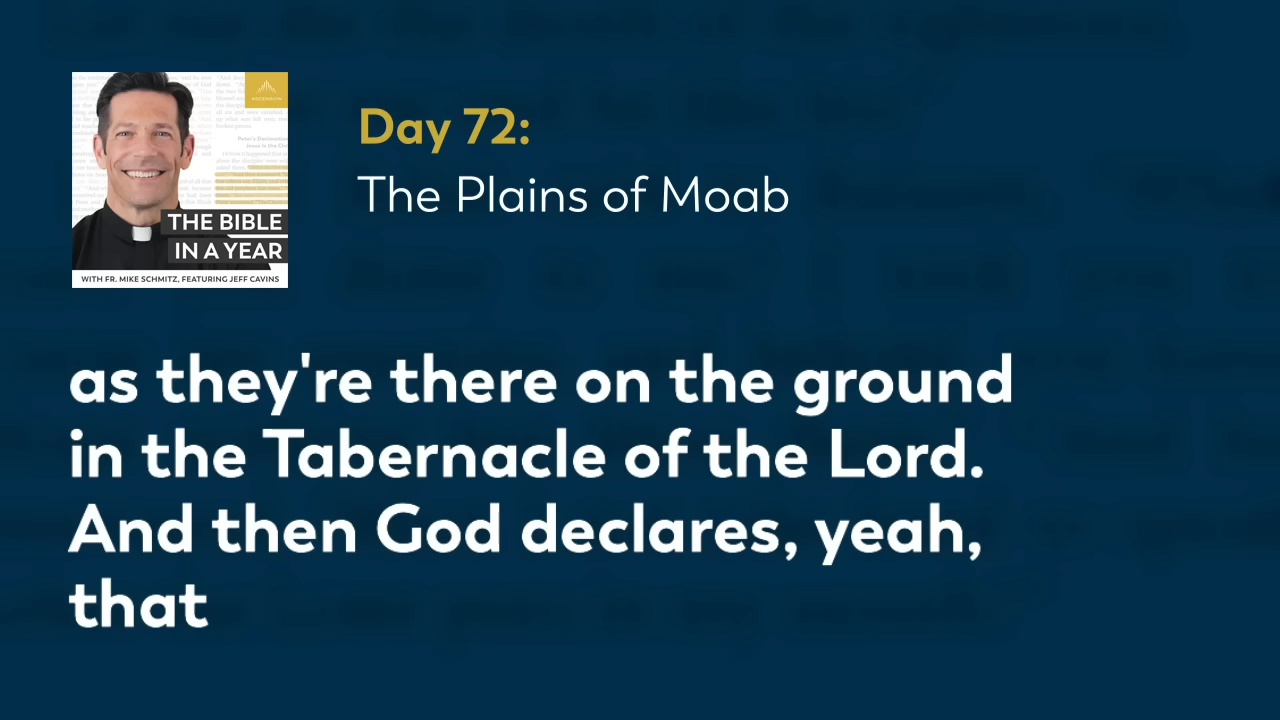 ASCENSION
THE BIBLE
IN A YEAR
WITH FR. MIKE SCHMITZ, FEATURING JEFF CAVINS
Day 72:
The Plains of Moab
as they're there on the ground
in the Tabernacle of the Lord.
And then God declares, yeah,
that